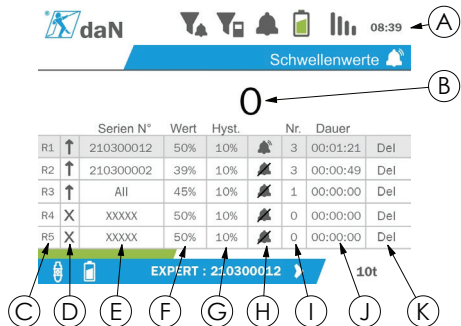 daN 08:39 A
Schwellenwerte
0 B
Serien N° Wert Hyst. Nr. Dauer
R1 ↑ 210300012 50% 10% 3 00:01:21 Del
R2 ↑ 210300002 39% 10% 3 00:00:49 Del
R3 ↑ All 45% 10% 1 00:00:00 Del
R4 X XXXXX 50% 10% 0 00:00:00 Del
R5 X XXXXX 50% 10% 0 00:00:00 Del
EXPERT : 210300012 10t
C D E F G H I J K